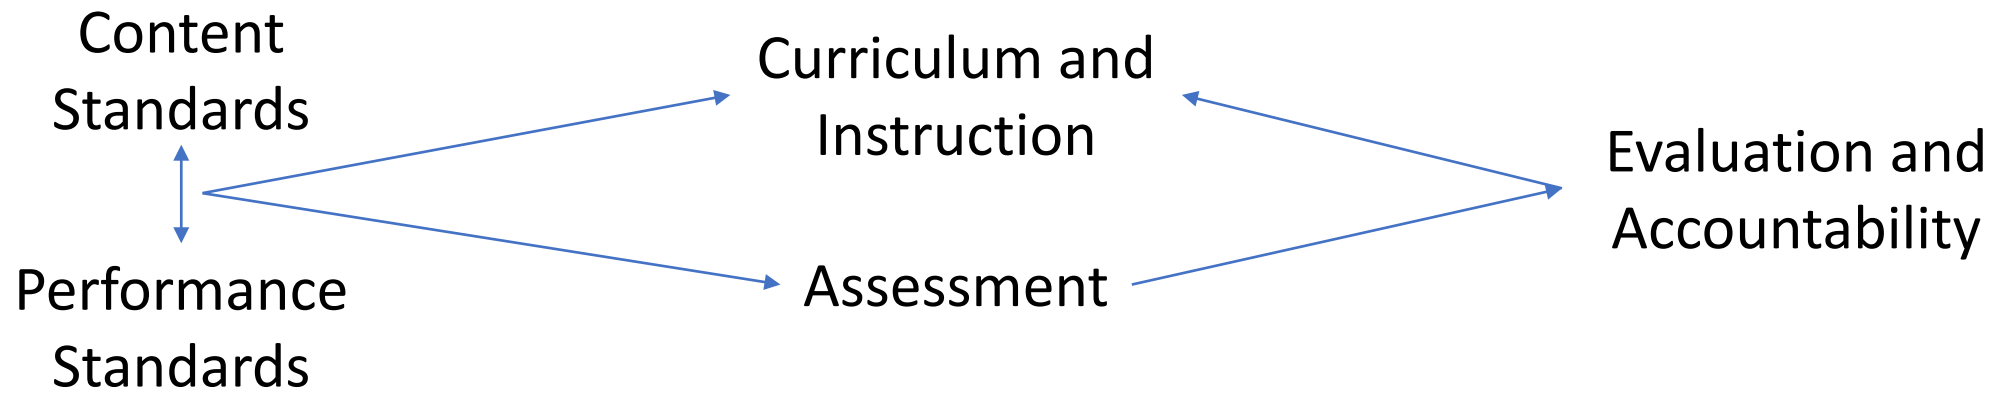 Content
Standards
Performance
Standards
Curriculum and
Instruction
Assessment
Evaluation and
Accountability